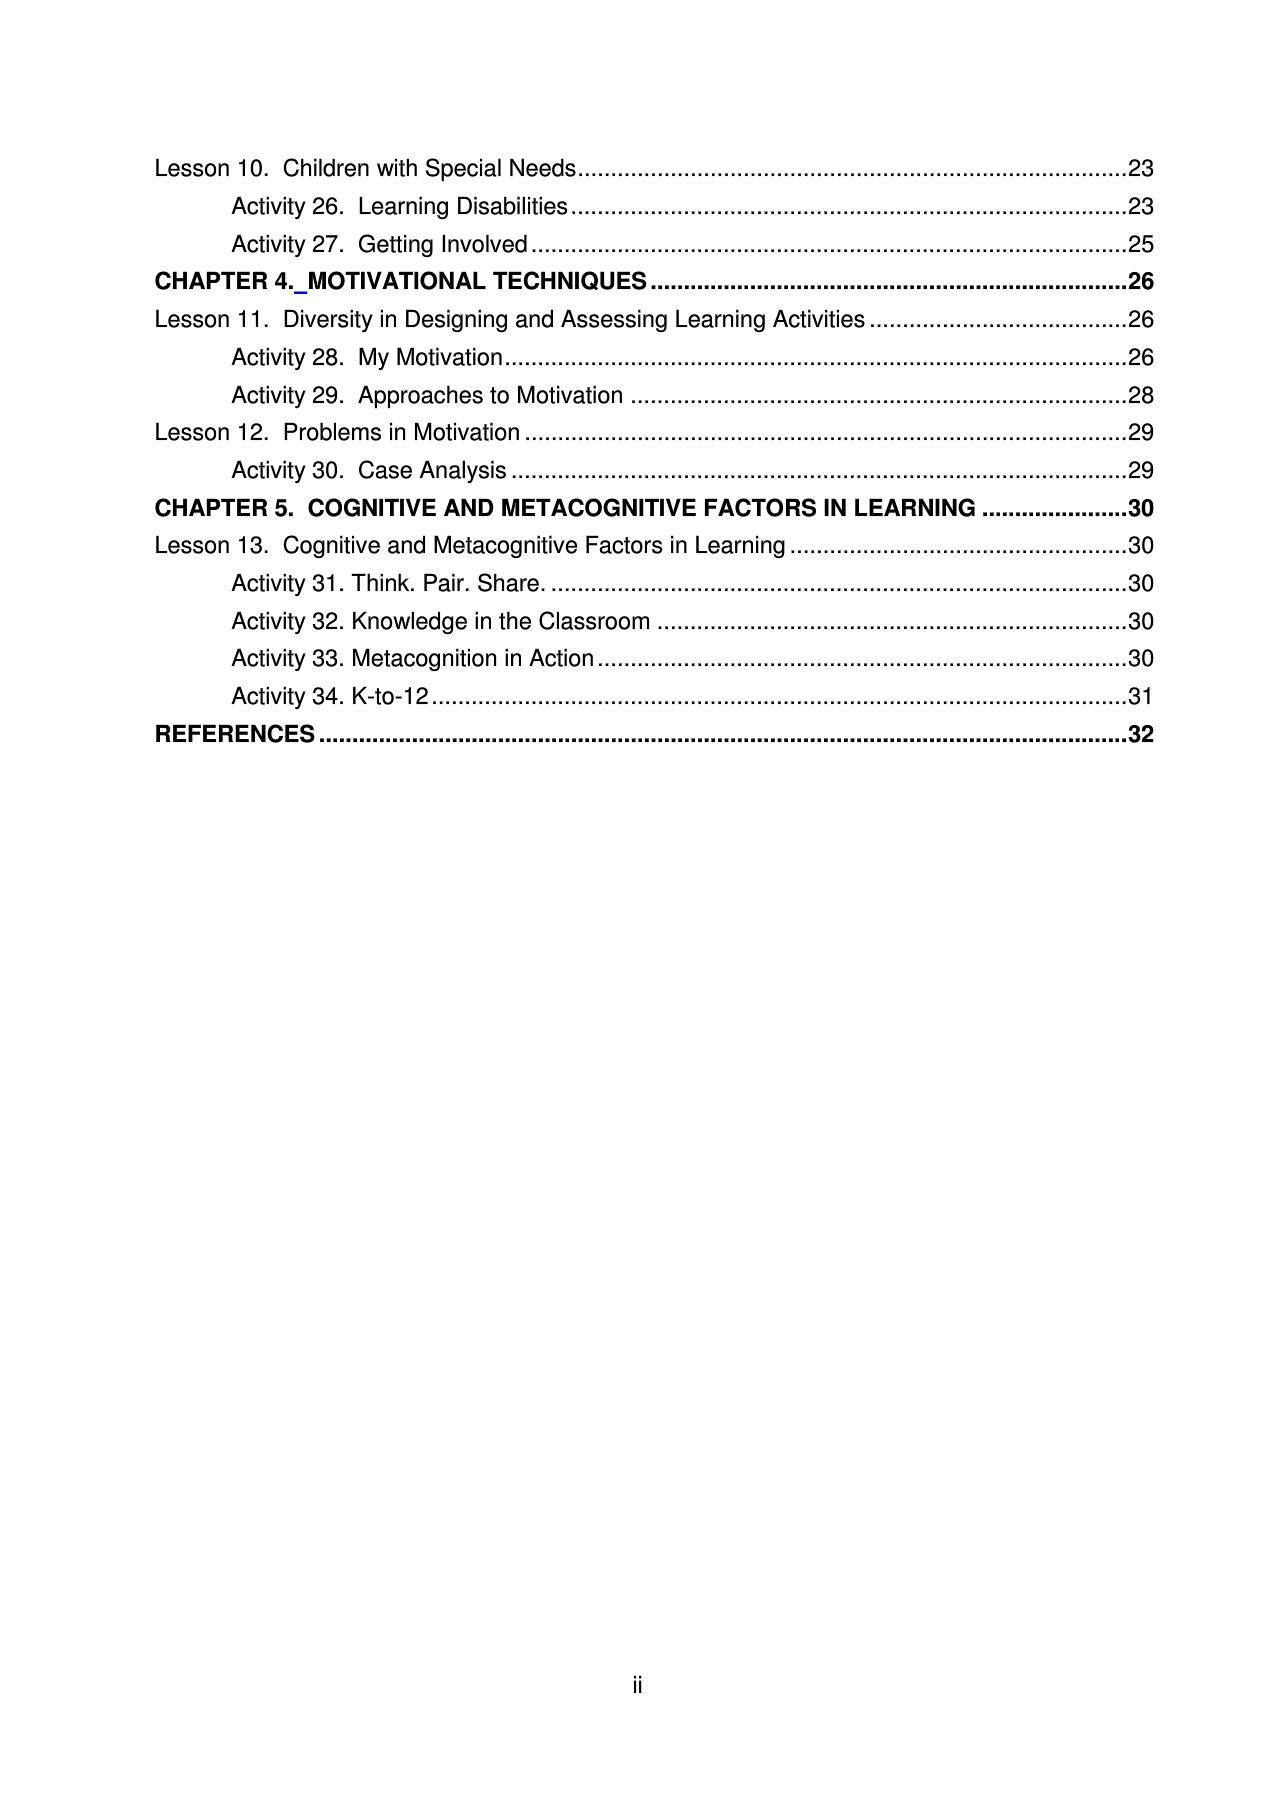 Lesson 10.  Children with Special Needs...................................................................................23
Activity 26.  Learning Disabilities....................................................................................23
Activity 27.  Getting Involved..........................................................................................25
CHAPTER 4._MOTIVATIONAL TECHNIQUES........................................................................26
Lesson 11.  Diversity in Designing and Assessing Learning Activities.......................................26
Activity 28.  My Motivation..............................................................................................26
Activity 29.  Approaches to Motivation...........................................................................28
Lesson 12.  Problems in Motivation...........................................................................................29
Activity 30.  Case Analysis.............................................................................................29
CHAPTER 5.  COGNITIVE AND METACOGNITIVE FACTORS IN LEARNING......................30
Lesson 13.  Cognitive and Metacognitive Factors in Learning...................................................30
Activity 31. Think. Pair. Share........................................................................................30
Activity 32. Knowledge in the Classroom.......................................................................30
Activity 33. Metacognition in Action................................................................................30
Activity 34. K-to-12.........................................................................................................31
REFERENCES..........................................................................................................................32
ii